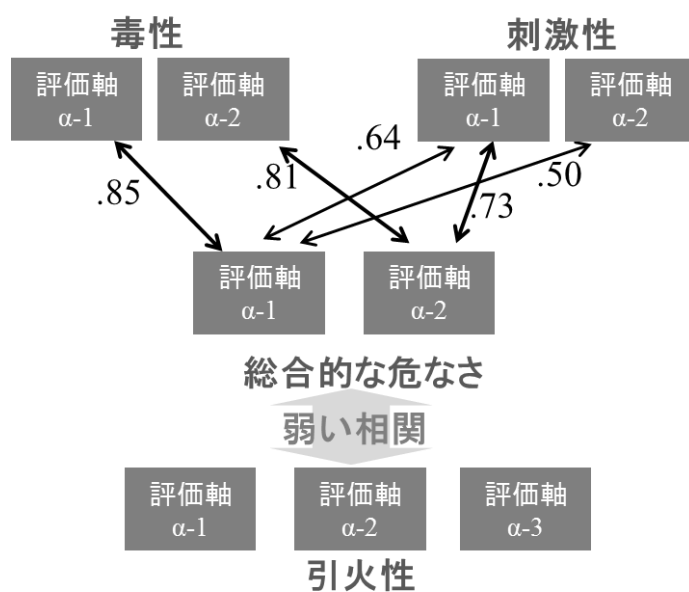 毒性
刺激性
評価軸
α-1
評価軸
α-2
評価軸
α-1
評価軸
α-2
.64
.85
.81
.73
.50
評価軸
α-1
評価軸
α-2
総合的な危なさ
弱い相関
評価軸
α-1
評価軸
α-2
評価軸
α-3
引火性